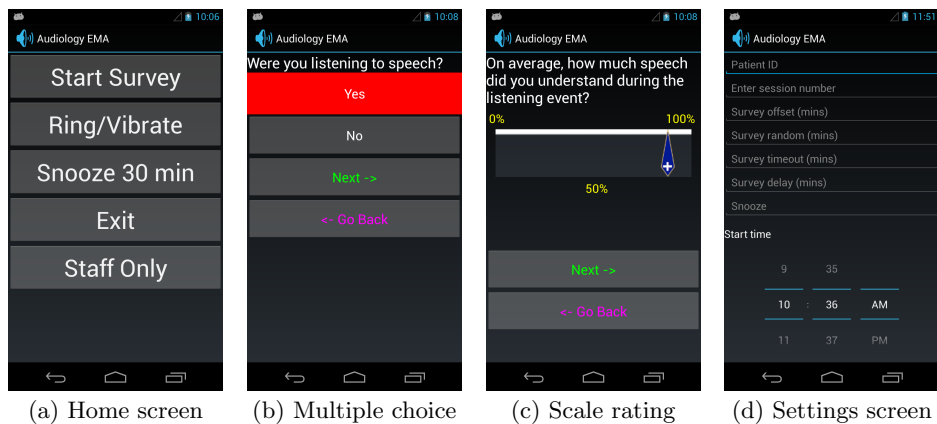 10:06
Audiology EMA
Start Survey
Ring/Vibrate
Snooze 30 min
Exit
Staff Only
(a) Home screen
10:08
Audiology EMA
Were you listening to speech?
Yes
No
Next ->
<- Go Back
(b) Multiple choice
10:08
Audiology EMA
On average, how much speech
did you understand during the
listening event?
0% 100%
50%
Next ->
<- Go Back
(c) Scale rating
11:51
Audiology EMA
Patient ID
Enter session number
Survey offset (mins)
Survey random (mins)
Survey timeout (mins)
Survey delay (mins)
Snooze
Start time
9 35
10 : 36 AM
11 37 PM
(d) Settings screen